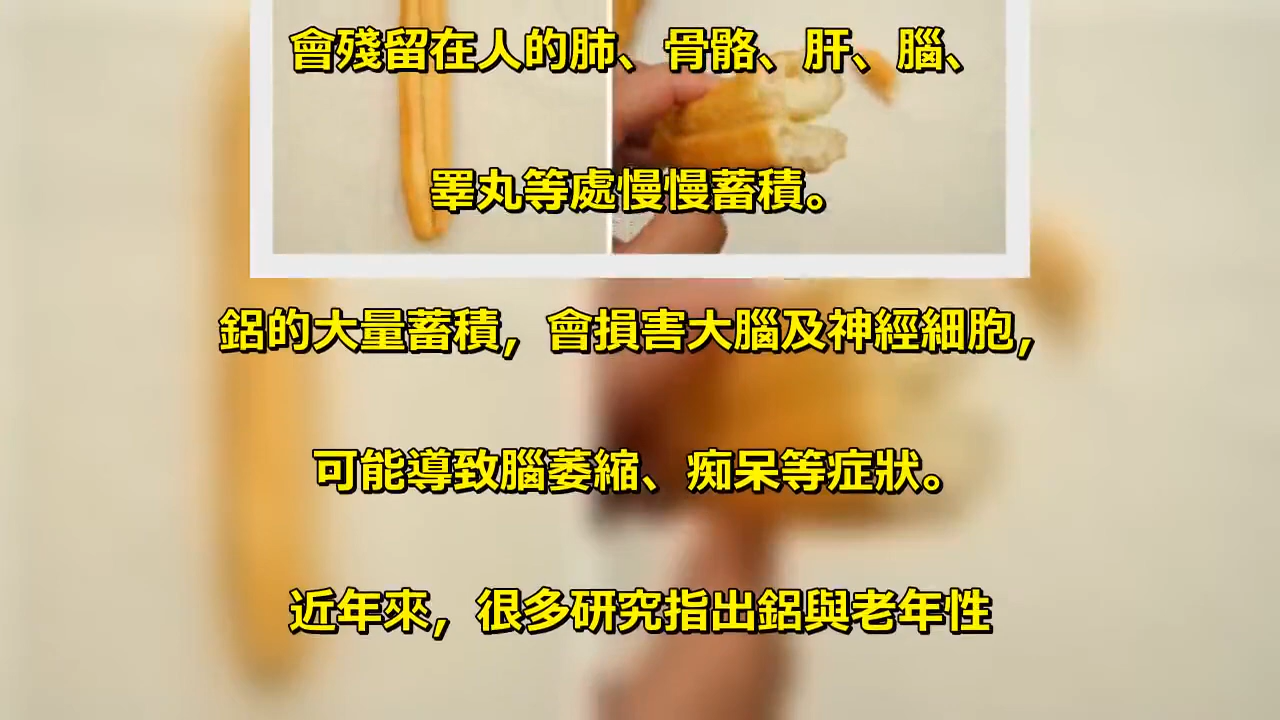 會殘留在人的肺、骨骼、肝、腦、
睪丸等處慢慢蓄積。
鋁的大量蓄積，會損害大腦及神經細胞，
可能導致腦萎縮、痴呆等症狀。
近年來，很多研究指出鋁與老年性